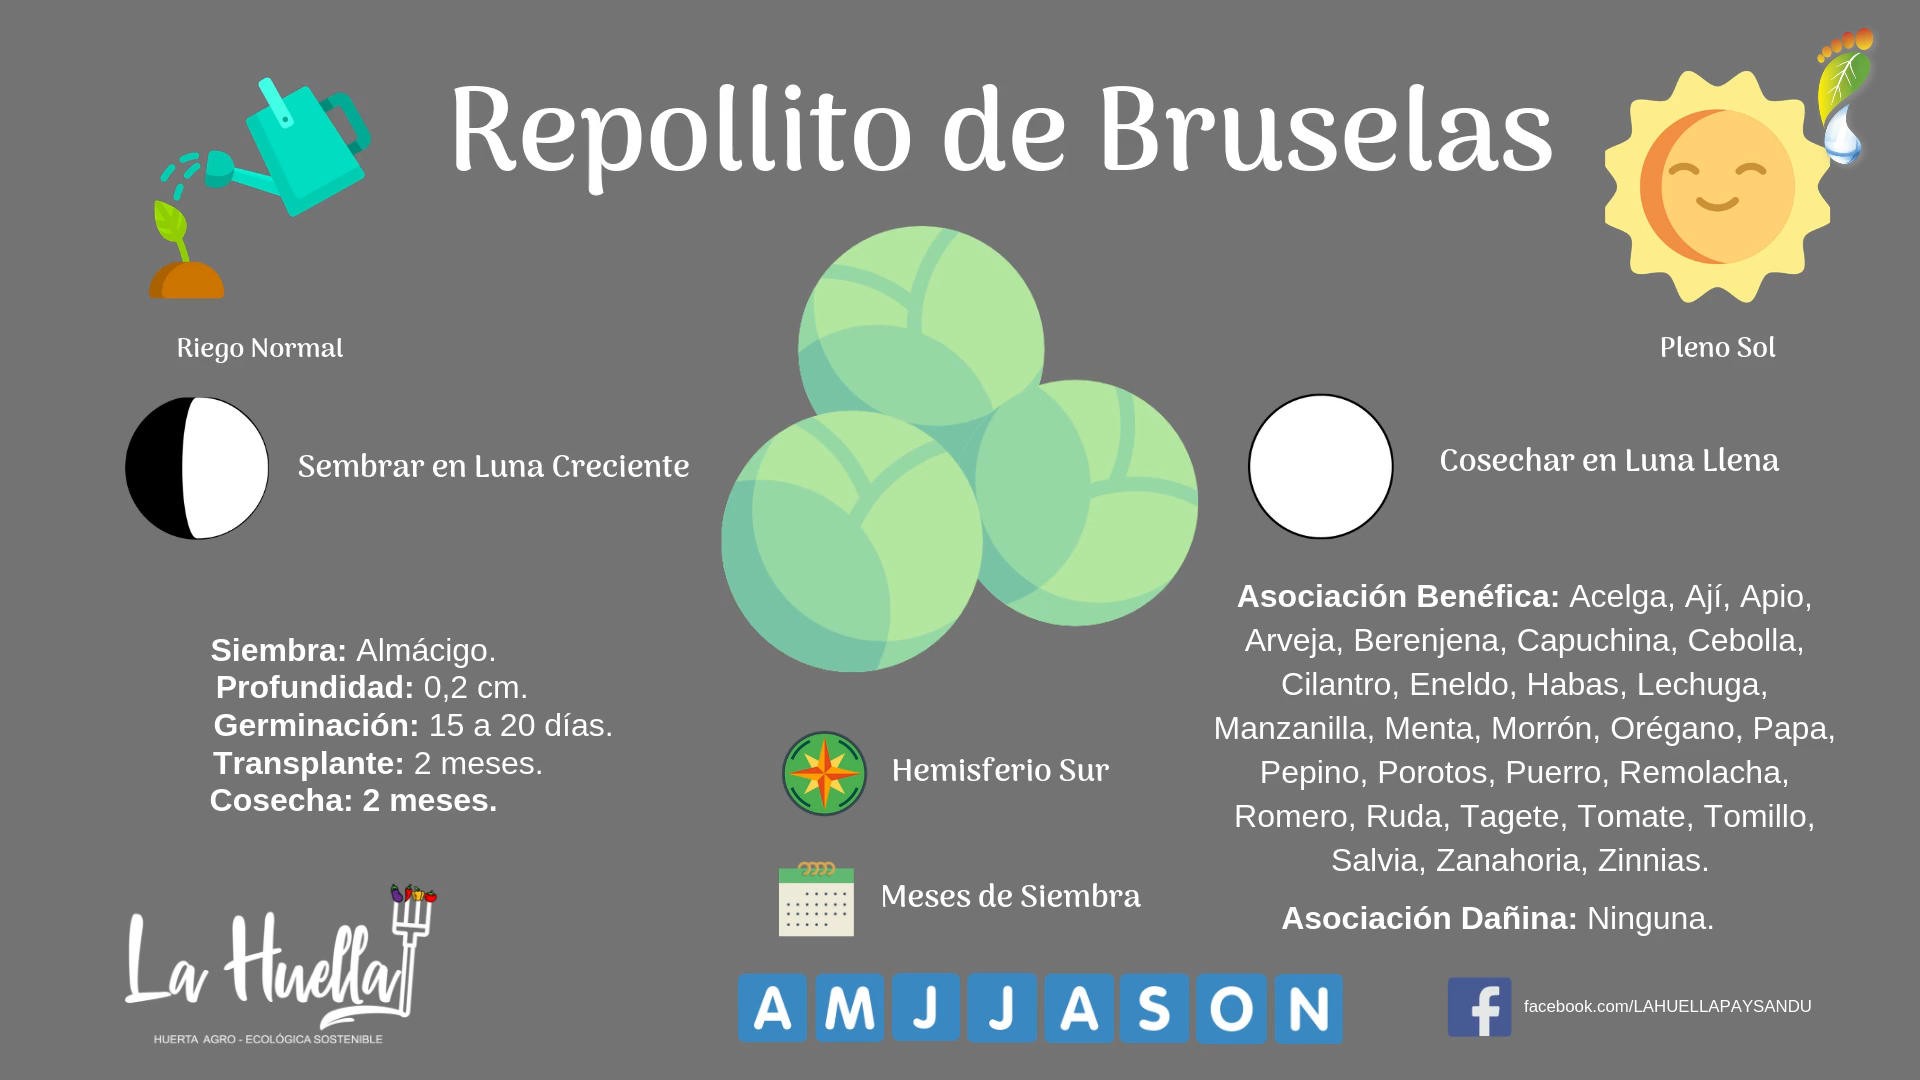 Repollito de Bruselas
Riego Normal
Pleno Sol
Sembrar en Luna Creciente
Cosechar en Luna Llena
Siembra: Almácigo.
Profundidad: 0,2 cm.
Germinación: 15 a 20 días.
Transplante: 2 meses.
Cosecha: 2 meses.
Hemisferio Sur
Meses de Siembra
A M J J A S O N
Asociación Benéfica: Acelga, Ají, Apio,
Arveja, Berenjena, Capuchina, Cebolla,
Cilantro, Eneldo, Habas, Lechuga,
Manzanilla, Menta, Morrón, Orégano, Papa,
Pepino, Porotos, Puerro, Remolacha,
Romero, Ruda, Tagete, Tomate, Tomillo,
Salvia, Zanahoria, Zinnias.
Asociación Dañina: Ninguna.
La Huella
HUERTA AGRO - ECOLÓGICA SOSTENIBLE
f
facebook.com/LAHUELLAPAYSANDU